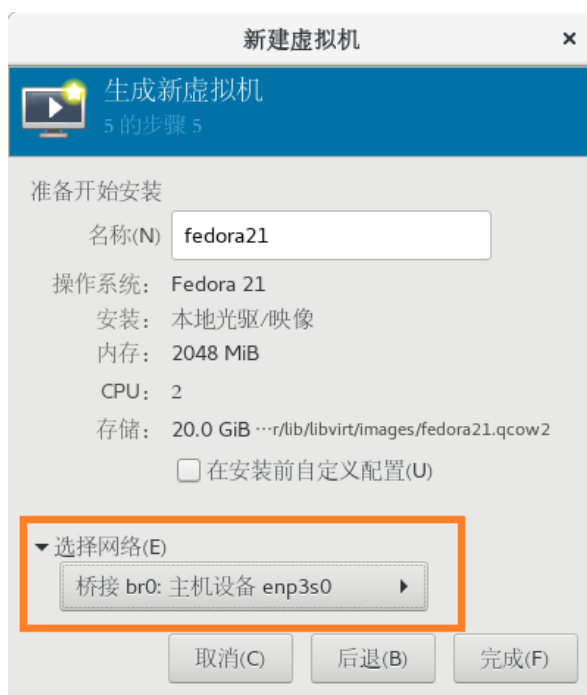 新建虚拟机 ×
生成新虚拟机
5 的步骤 5
准备开始安装
名称(N) fedora21
操作系统: Fedora 21
安装: 本地光驱/映像
内存: 2048 MiB
CPU: 2
存储: 20.0 GiB ···r/lib/libvirt/images/fedora21.qcow2
在安装前自定义配置(U)
选择网络(E)
桥接 br0: 主机设备 enp3s0
取消(C) 后退(B) 完成(F)